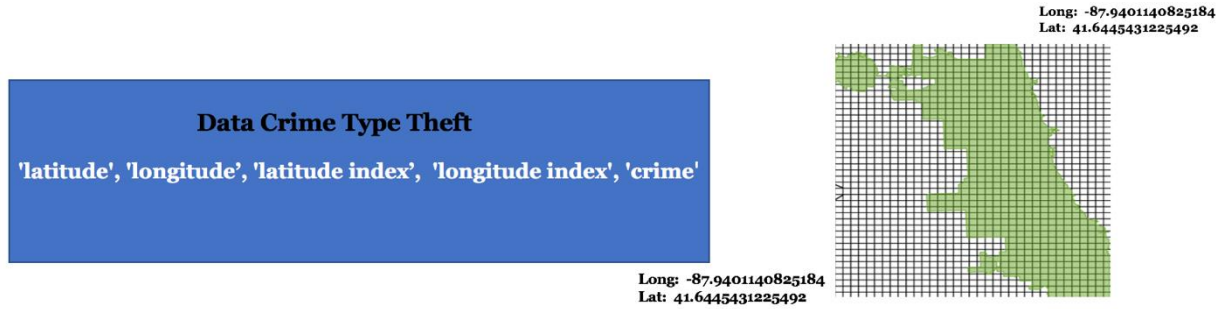 Long: -87.9401140825184
Lat: 41.6445431225492
Data Crime Type Theft
'latitude', 'longitude’, 'latitude index’, 'longitude index', 'crime'
Long: -87.9401140825184
Lat: 41.6445431225492